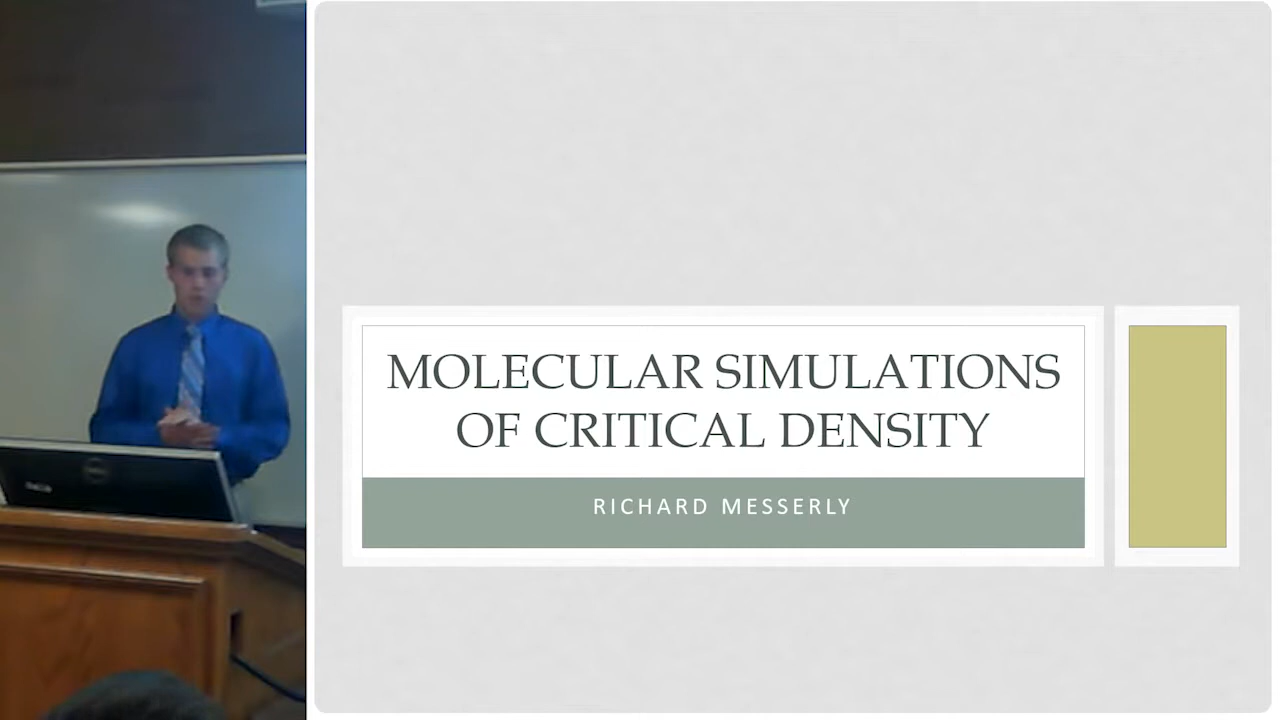 MOLECULAR SIMULATIONS
OF CRITICAL DENSITY
RICHARD MESSERLY